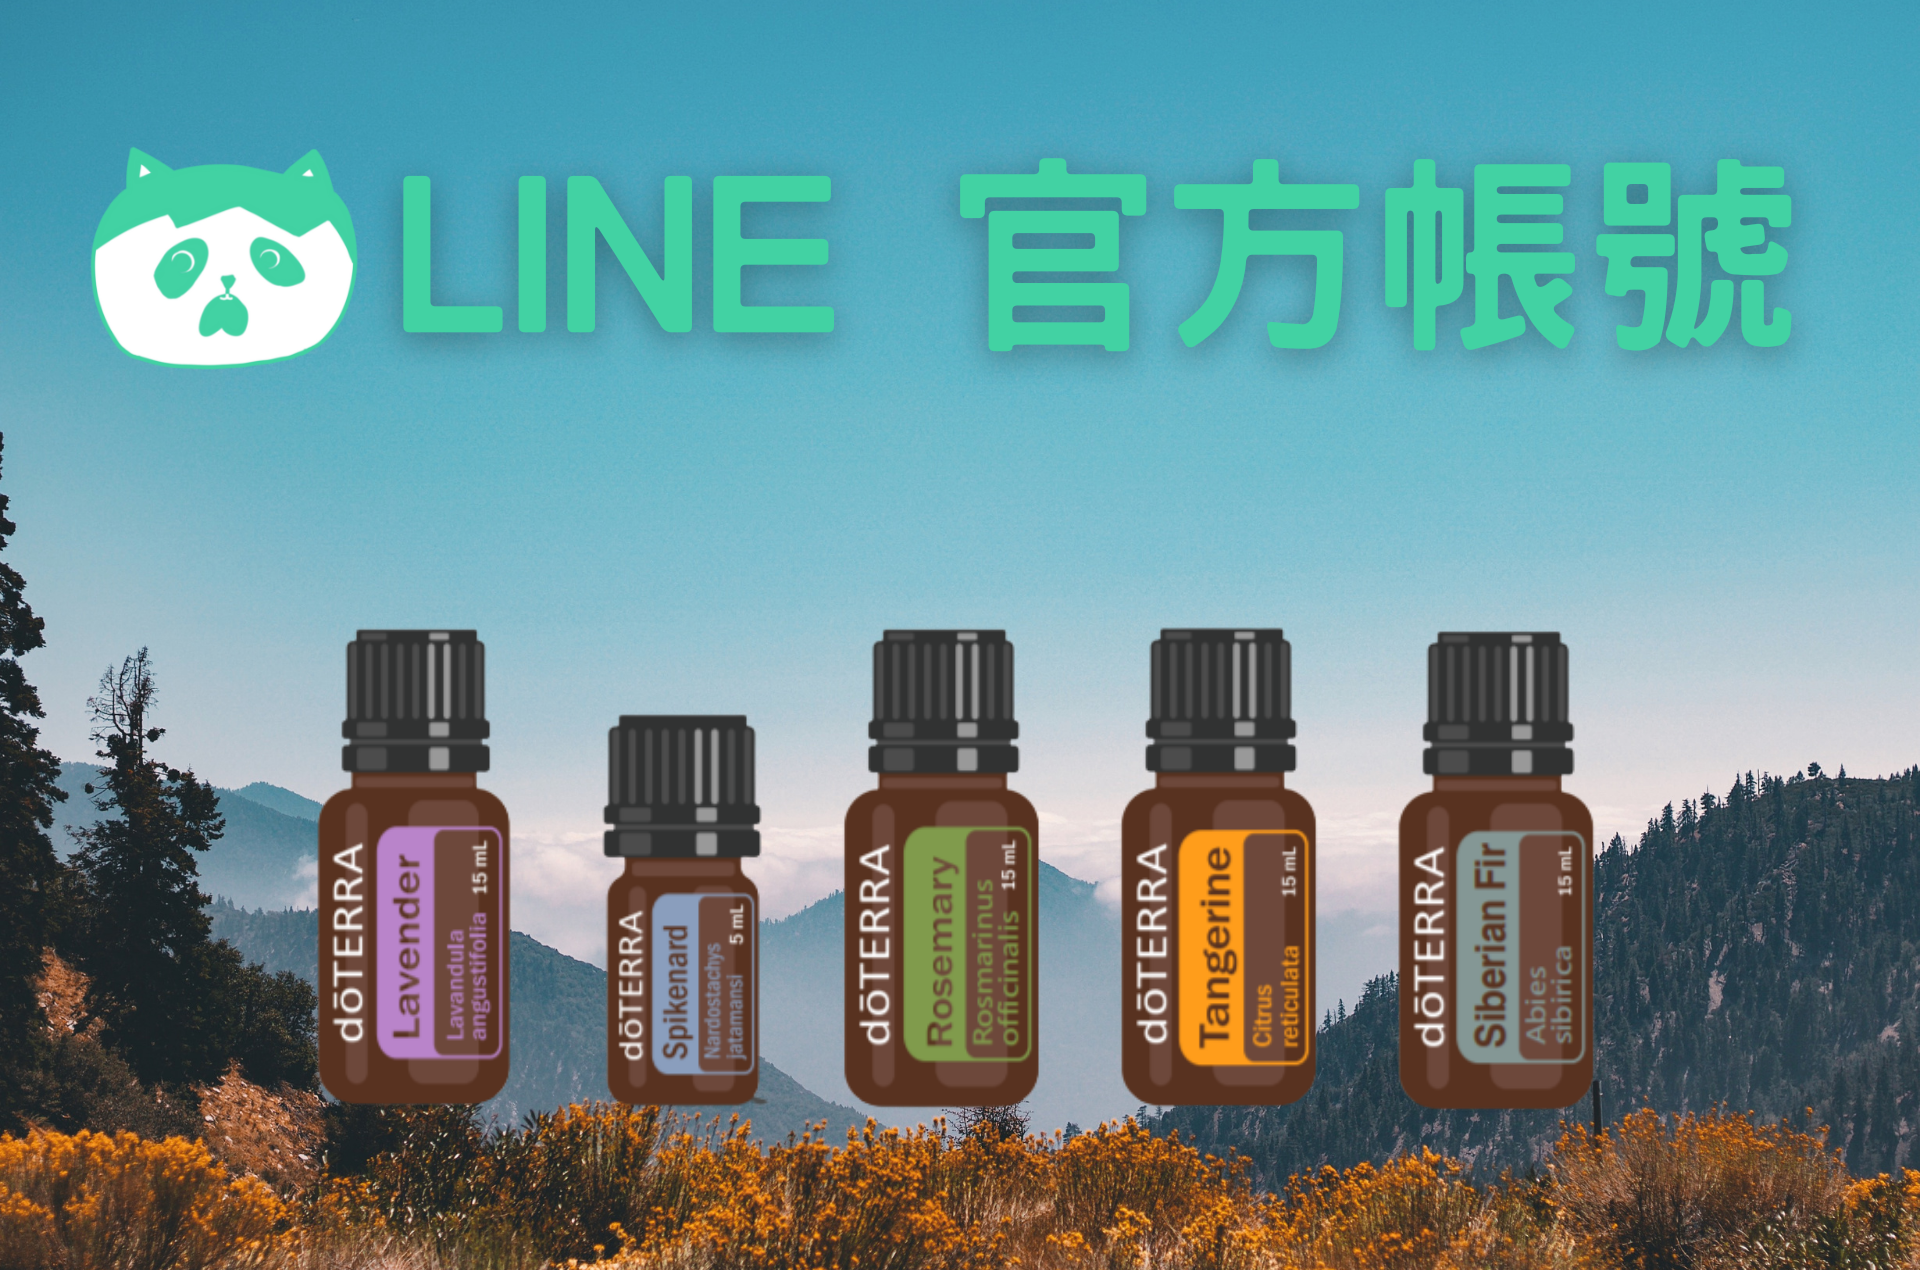 LINE 官方帳號
dōTERRA
Lavender
Lavandula
angustifolia
15 mL
dōTERRA
Spikenard
Nardostachys
jatamansi
5 mL
dōTERRA
Rosemary
Rosmarinus
officinalis
15 mL
dōTERRA
Tangerine
Citrus
reticulata
15 mL
dōTERRA
Siberian Fir
Abies
sibirica
15 mL